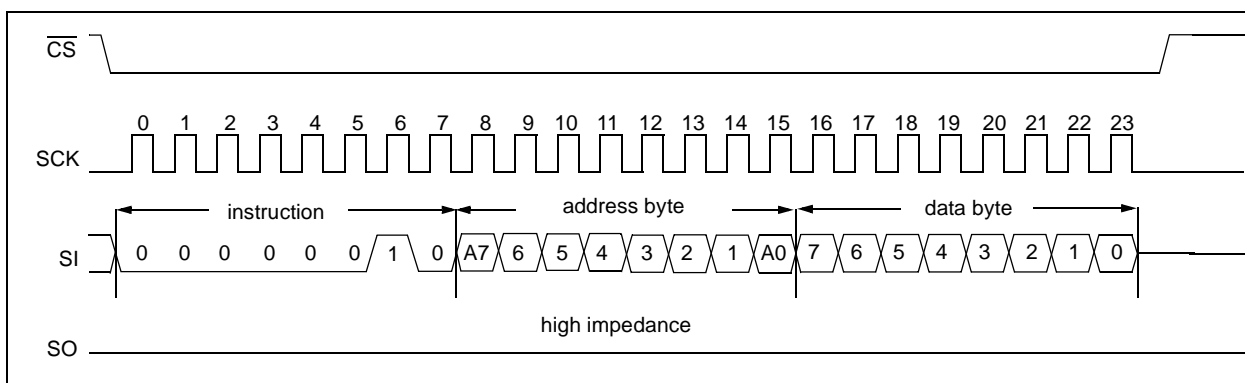 CS
0 1 2 3 4 5 6 7 8 9 10 11 12 13 14 15 16 17 18 19 20 21 22 23
SCK
instruction address byte data byte
SI 0 0 0 0 0 0 1 0 A7 6 5 4 3 2 1 A0 7 6 5 4 3 2 1 0
high impedance
SO